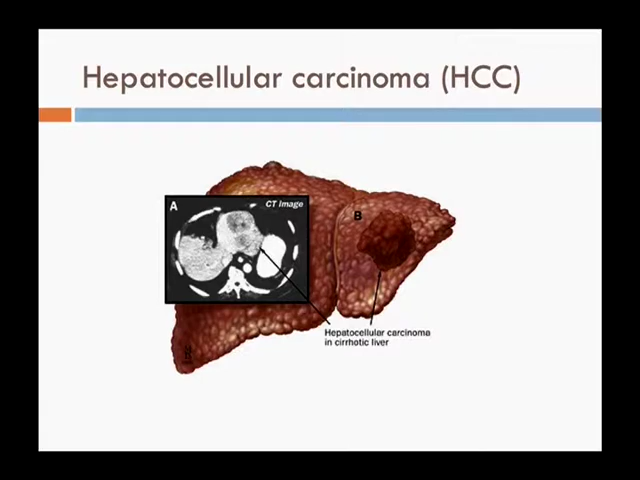 Hepatocellular carcinoma (HCC)
A
CT Image
B
Hepatocellular carcinoma
in cirrhotic liver